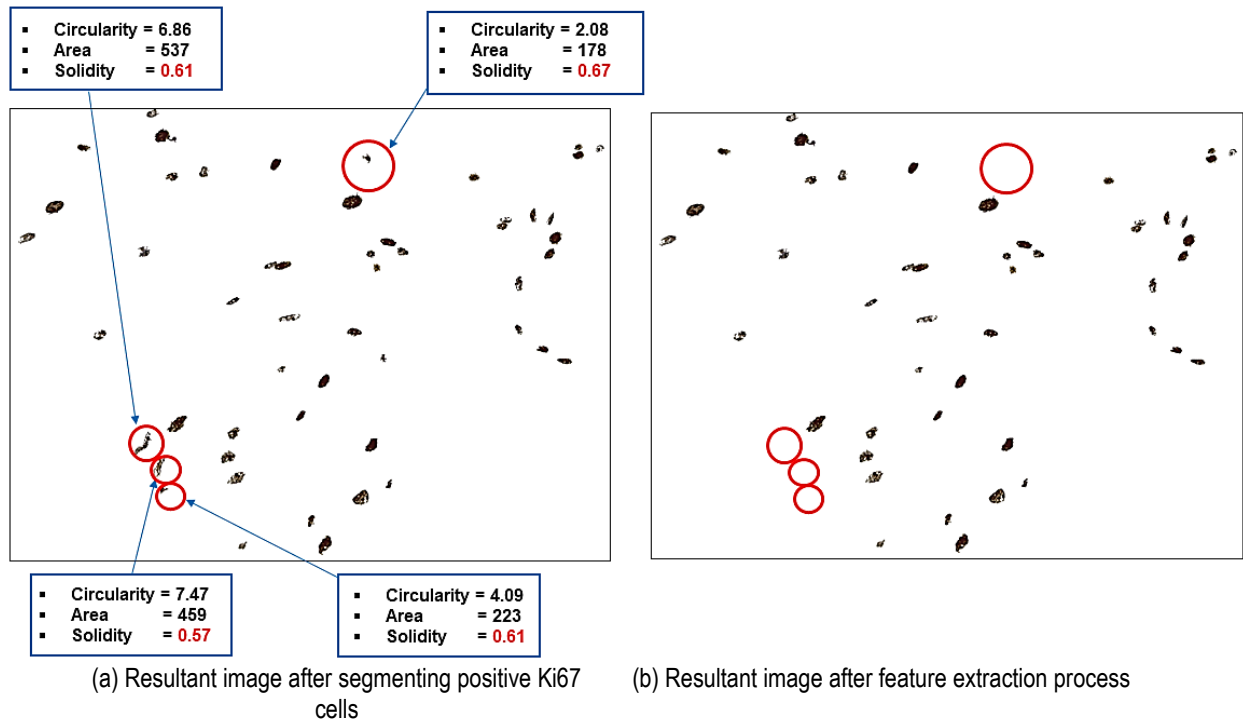 ▪ Circularity = 6.86
▪ Area = 537
▪ Solidity = 0.61
▪ Circularity = 2.08
▪ Area = 178
▪ Solidity = 0.67
▪ Circularity = 7.47
▪ Area = 459
▪ Solidity = 0.57
▪ Circularity = 4.09
▪ Area = 223
▪ Solidity = 0.61
(a) Resultant image after segmenting positive Ki67
cells
(b) Resultant image after feature extraction process